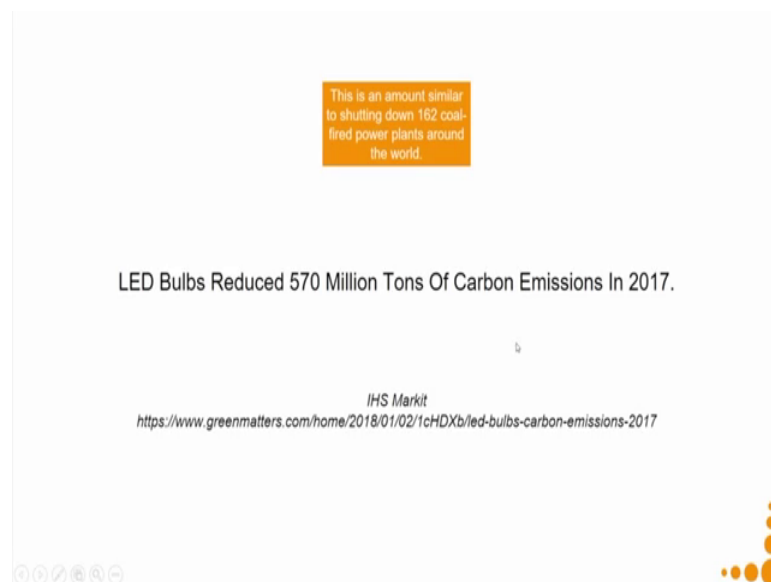 This is an amount similar
to shutting down 162 coal-
fired power plants around
the world.
LED Bulbs Reduced 570 Million Tons Of Carbon Emissions In 2017.
IHS Markit
https://www.greenmatters.com/home/2018/01/02/1cHDXb/led-bulbs-carbon-emissions-2017